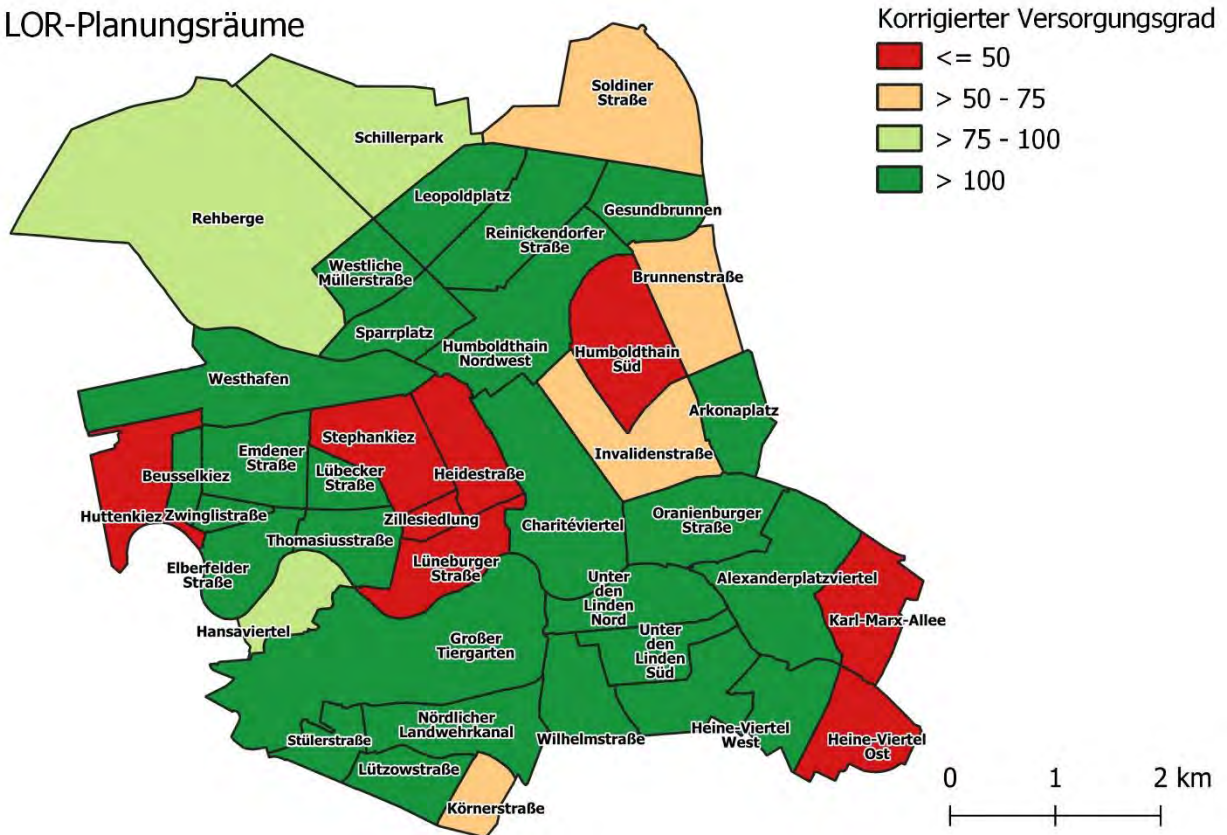 LOR-Planungsräume
Korrigierter Versorgungsgrad
<= 50
> 50 - 75
> 75 - 100
> 100
Soldiner
Straße
Schillerpark
Rehberge
Leopoldplatz
Gesundbrunnen
Reinickendorfer
Straße
Westliche
Müllerstraße
Brunnenstraße
Sparrplatz
Humboldthain
Nordwest
Humboldthain
Süd
Westhafen
Arkonaplatz
Stephankiez
Emdener
Straße
Invalidenstraße
Beusselkiez
Lübecker
Straße
Heidestraße
Huttenkiez
Zwinglistraße
Zillesiedlung
Charitéviertel
Oranienburger
Straße
Thomasiusstraße
Elberfelder
Straße
Lüneburger
Straße
Unter
den
Linden
Nord
Alexanderplatzviertel
Karl-Marx-Allee
Hansaviertel
Großer
Tiergarten
Unter
den
Linden
Süd
Stülerstraße
Nördlicher
Landwehrkanal
Wilhelmstraße
Heine-Viertel
West
Heine-Viertel
Ost
Lützowstraße
Körnerstraße
0 1 2 km